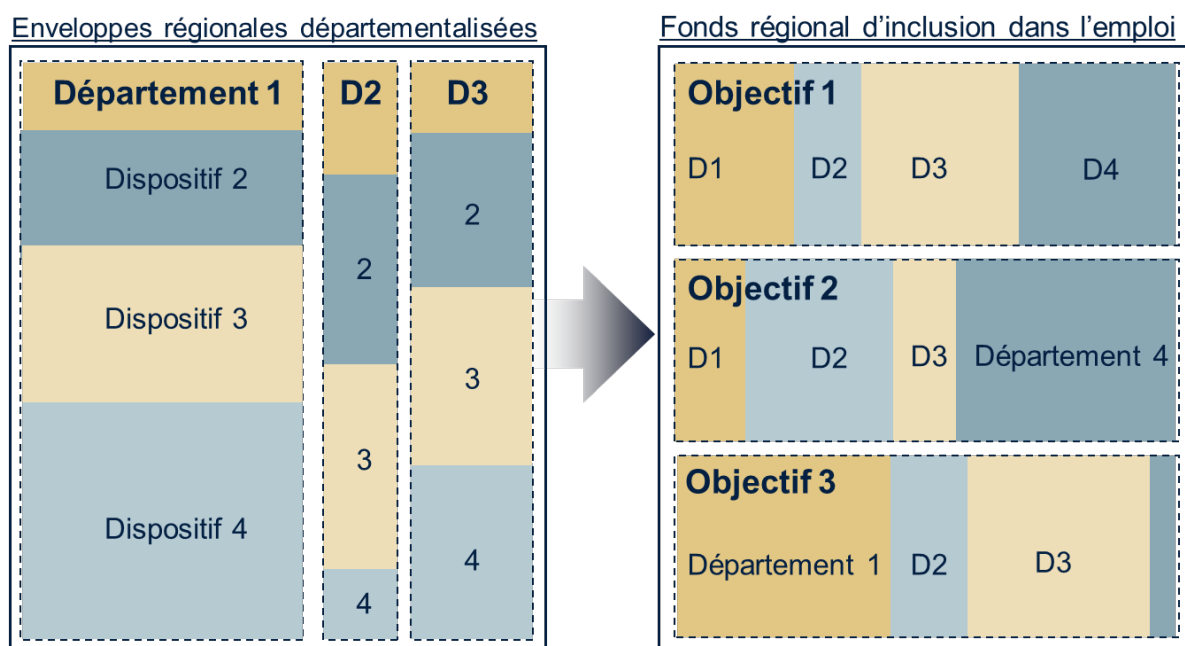 Enveloppes régionales départementalisées
Département 1
Dispositif 2
Dispositif 3
Dispositif 4
D2
2
3
4
D3
2
3
4
Fonds régional d’inclusion dans l’emploi
Objectif 1
D1 D2 D3 D4
Objectif 2
D1 D2 D3 Département 4
Objectif 3
Département 1 D2 D3